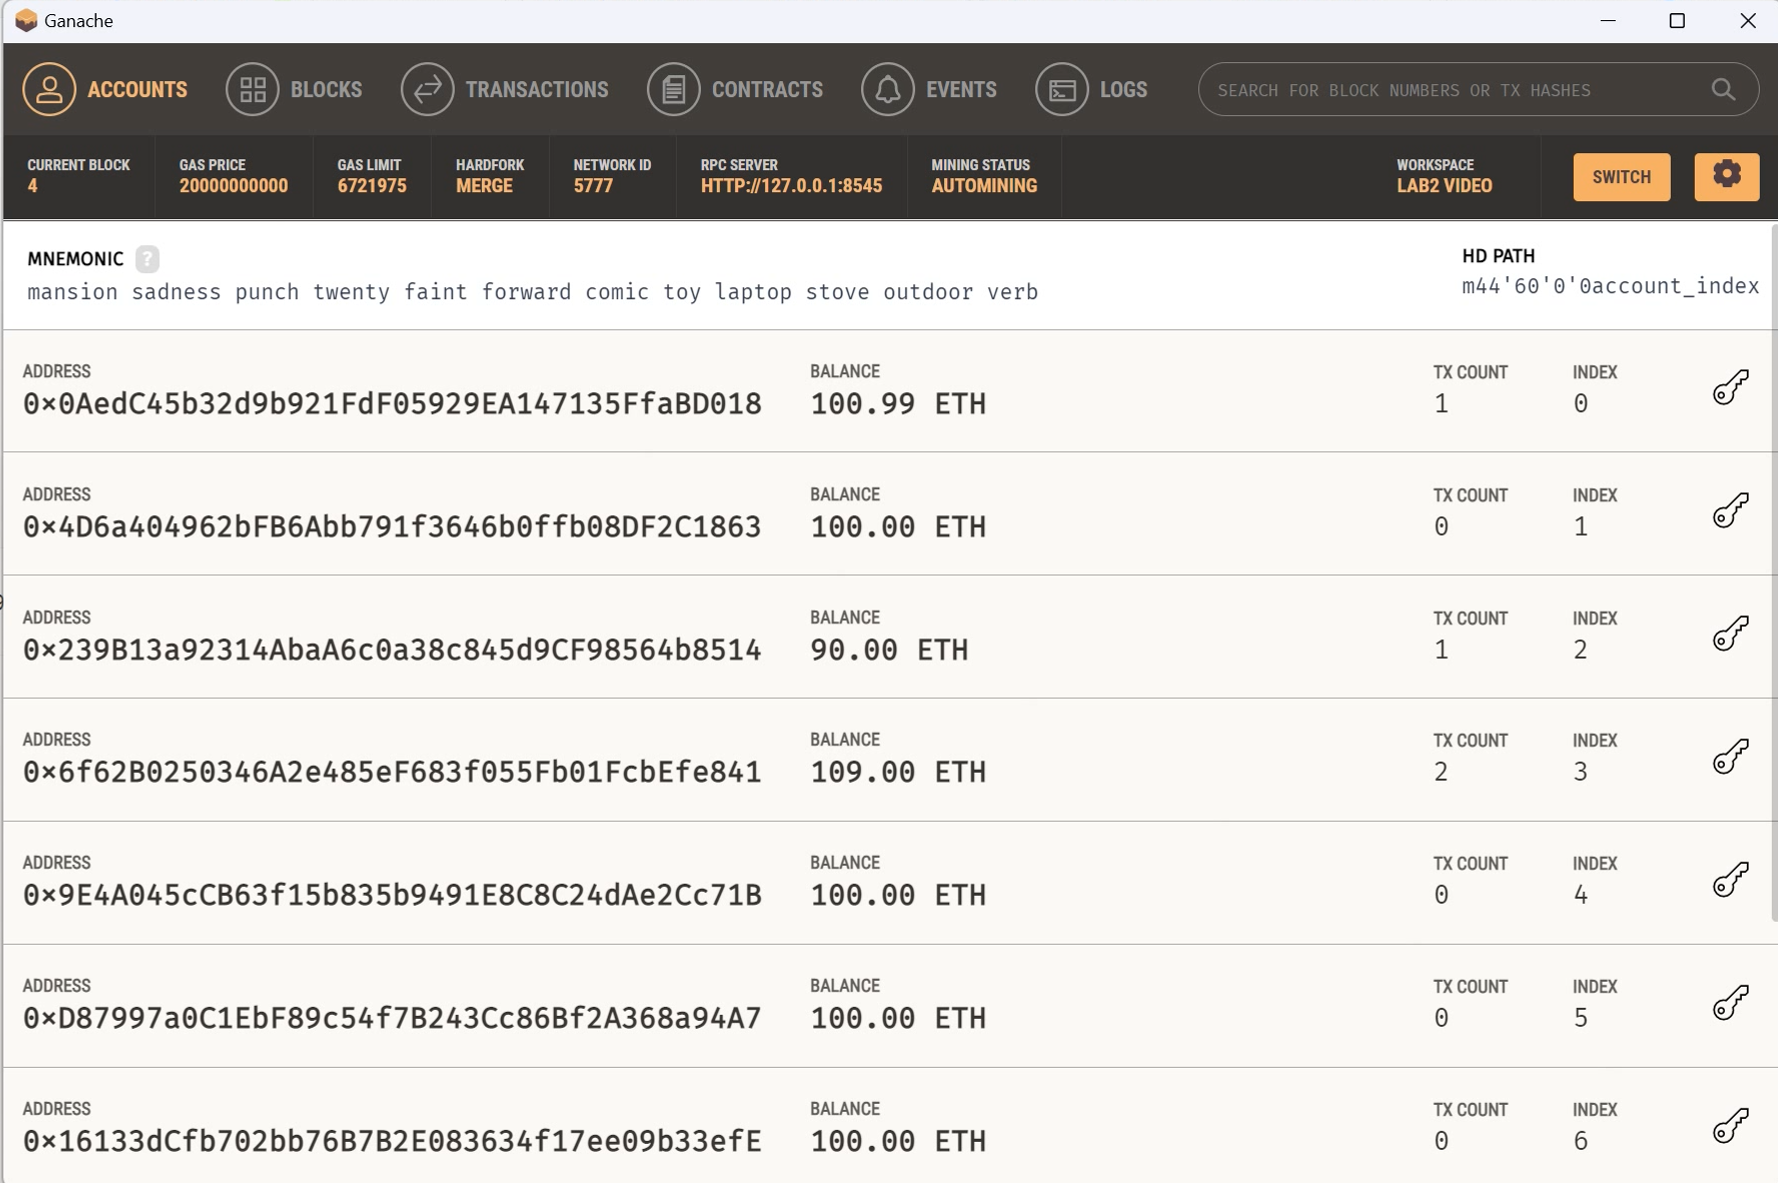 Ganache
ACCOUNTS BLOCKS TRANSACTIONS CONTRACTS EVENTS LOGS SEARCH FOR BLOCK NUMBERS OR TX HASHES
CURRENT BLOCK GAS PRICE GAS LIMIT HARDFORK NETWORK ID RPC SERVER MINING STATUS WORKSPACE
4 20000000000 6721975 MERGE 5777 HTTP://127.0.0.1:8545 AUTOMINING LAB2 VIDEO SWITCH
MNEMONIC ? HD PATH
mansion sadness punch twenty faint forward comic toy laptop stove outdoor verb m44'60'0'0account_index
ADDRESS BALANCE TX COUNT INDEX
0×0AedC45b32d9b921FdF05929EA147135FfaBD018 100.99 ETH 1 0
ADDRESS BALANCE TX COUNT INDEX
0×4D6a404962bFB6Abb791f3646b0ffb08DF2C1863 100.00 ETH 0 1
ADDRESS BALANCE TX COUNT INDEX
0×239B13a92314AbaA6c0a38c845d9CF98564b8514 90.00 ETH 1 2
ADDRESS BALANCE TX COUNT INDEX
0×6f62B0250346A2e485eF683f055Fb01FcbEfe841 109.00 ETH 2 3
ADDRESS BALANCE TX COUNT INDEX
0×9E4A045cCB63f15b835b9491E8C8C24dAe2Cc71B 100.00 ETH 0 4
ADDRESS BALANCE TX COUNT INDEX
0×D87997a0C1EbF89c54f7B243Cc86Bf2A368a94A7 100.00 ETH 0 5
ADDRESS BALANCE TX COUNT INDEX
0×16133dCfb702bb76B7B2E083634f17ee09b33efE 100.00 ETH 0 6